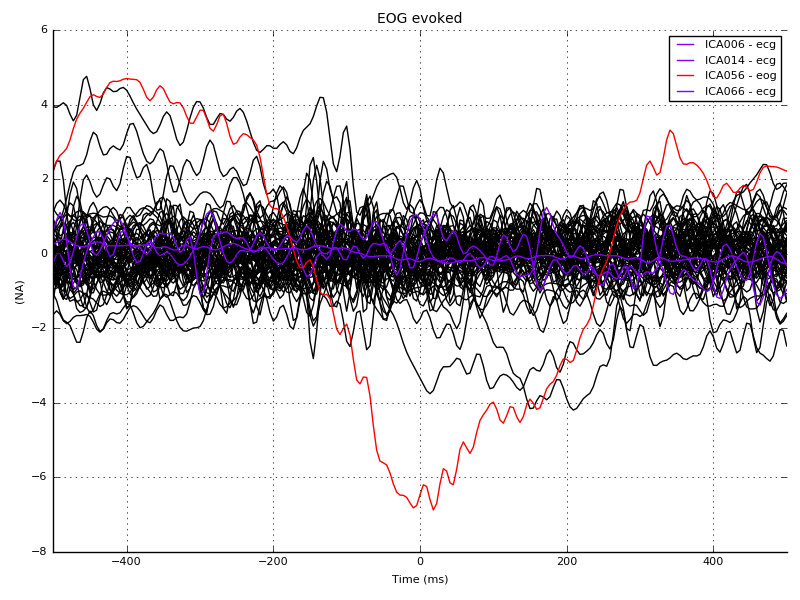 EOG evoked
6
4
2
0
−2
−4
−6
−8
(NA)
ICA006 - ecg
ICA014 - ecg
ICA056 - eog
ICA066 - ecg
−400
−200
0
200
400
Time (ms)